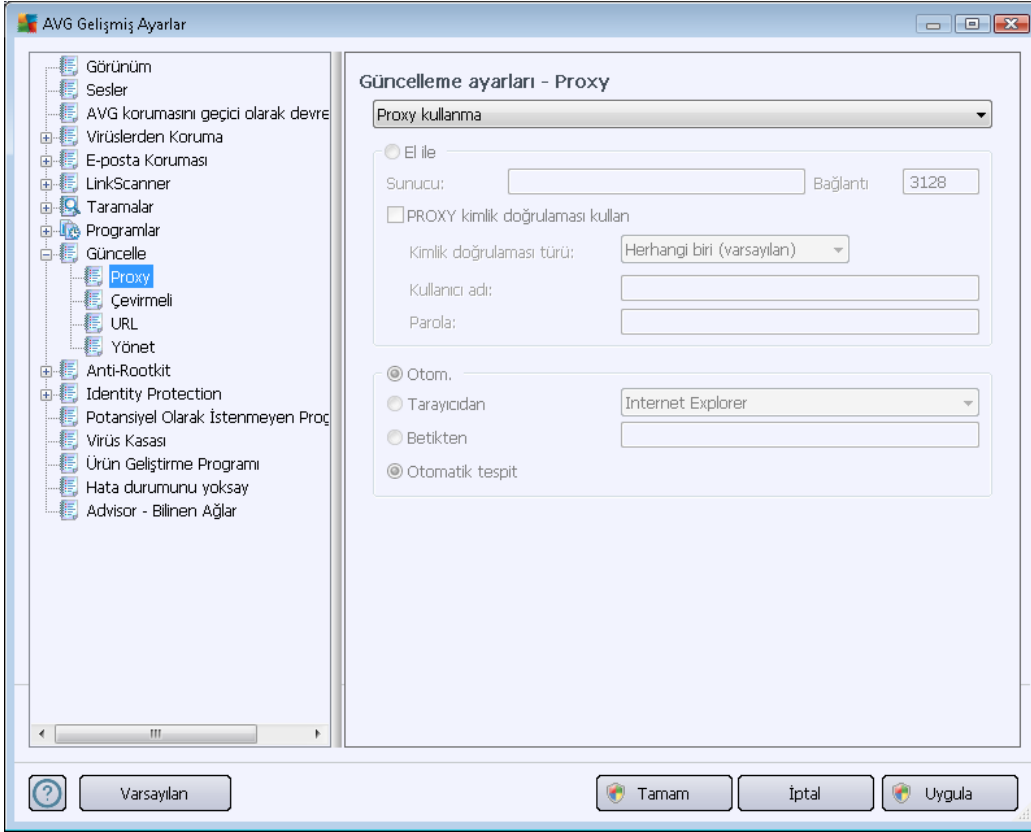 AVG Gelişmiş Ayarlar
Görünüm
Sesler
AVG korumasını geçici olarak devre
Virüslerden Koruma
E-posta Koruması
LinkScanner
Taramalar
Programlar
Güncelle
Proxy
Çevirmeli
URL
Yönet
Anti-Rootkit
Identity Protection
Potansiyel Olarak İstenmeyen Prog
Virüs Kasası
Ürün Geliştirme Programı
Hata durumunu yoksay
Advisor - Bilinen Ağlar
Güncelleme ayarları - Proxy
Proxy kullanma
El ile
Sunucu: Bağlantı 3128
PROXY kimlik doğrulaması kullan
Kimlik doğrulaması türü: Herhangi biri (varsayılan)
Kullanıcı adı:
Parola:
Otom.
Tarayıcıdan Internet Explorer
Betikten
Otomatik tespit
Varsayılan Tamam İptal Uygula